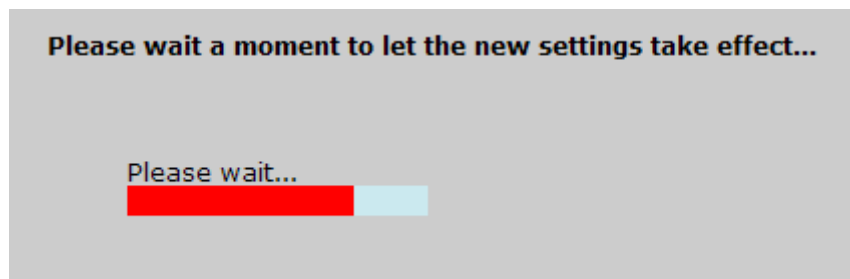 Please wait a moment to let the new settings take effect...
Please wait...